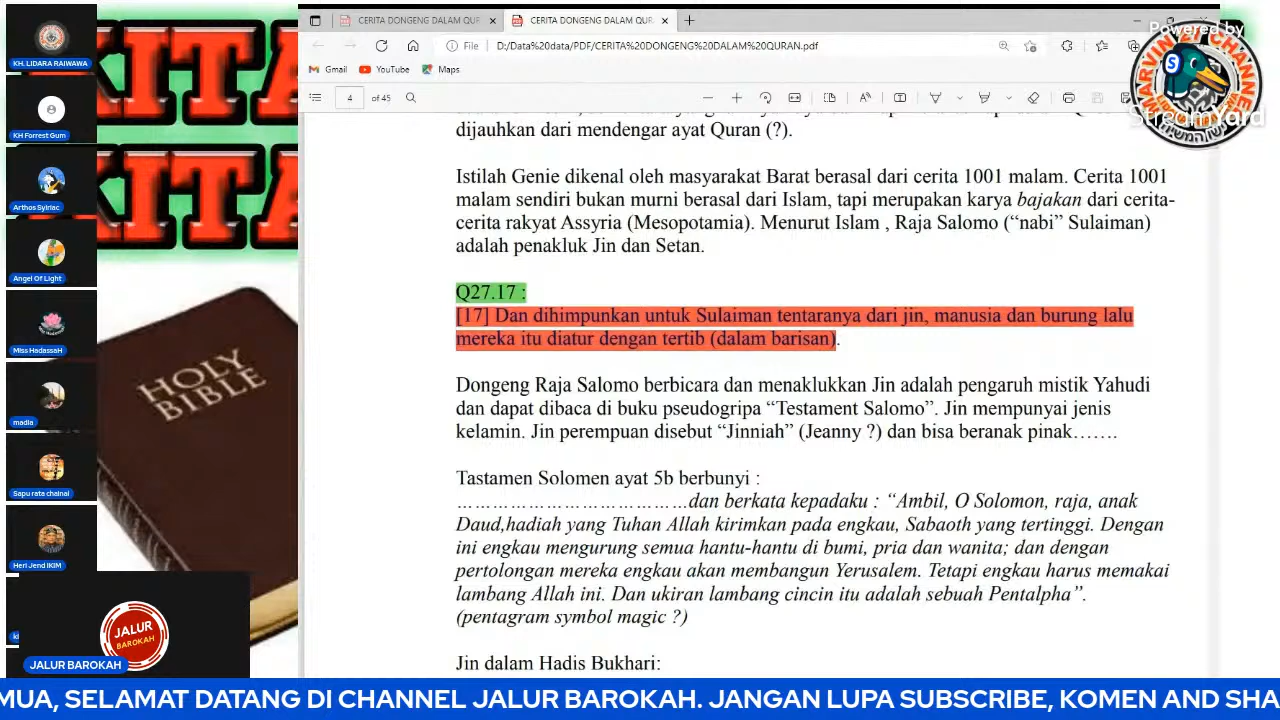 KITA
KITA
HOLY
BIBLE
KH. LIDARA RAIWAWA
KH Forrest Gum
Arthos Syiriac
Angel Of Light
Miss HadassaH
madia
Sapu rata chainal
Heri Jend IKIM
JALUR
BAROKAH
JALUR BAROKAH
CERITA DONGENG DALAM QUR
CERITA DONGENG DALAM QURA
File
D:/Data%20data/PDF/CERITA%20DONGENG%20DALAM%20QURAN.pdf
Gmail
YouTube
Maps
4
of 45
Powered by
StreamYard
MARVIN 21 CHANNEL
dijauhkan dari mendengar ayat Quran (?).
Istilah Genie dikenal oleh masyarakat Barat berasal dari cerita 1001 malam. Cerita 1001
malam sendiri bukan murni berasal dari Islam, tapi merupakan karya bajakan dari cerita-
cerita rakyat Assyria (Mesopotamia). Menurut Islam , Raja Salomo (“nabi” Sulaiman)
adalah penakluk Jin dan Setan.
Q27.17 :
[17] Dan dihimpunkan untuk Sulaiman tentaranya dari jin, manusia dan burung lalu
mereka itu diatur dengan tertib (dalam barisan).
Dongeng Raja Salomo berbicara dan menaklukkan Jin adalah pengaruh mistik Yahudi
dan dapat dibaca di buku pseudogripa “Testament Salomo”. Jin mempunyai jenis
kelamin. Jin perempuan disebut “Jinniah” (Jeanny ?) dan bisa beranak pinak…….
Tastamen Solomen ayat 5b berbunyi :
…………………………………dan berkata kepadaku : “Ambil, O Solomon, raja, anak
Daud,hadiah yang Tuhan Allah kirinkan pada engkau, Sabaoth yang tertinggi. Dengan
ini engkau mengurung semua hantu-hantu di bumi, pria dan wanita; dan dengan
pertolongan mereka engkau akan membangun Yerusalem. Tetapi engkau harus memakai
lambang Allah ini. Dan ukiran lambang cincin itu adalah sebuah Pentalpha”.
(pentagram symbol magic ?)
Jin dalam Hadis Bukhari:
MUA, SELAMAT DATANG DI CHANNEL JALUR BAROKAH. JANGAN LUPA SUBSCRIBE, KOMEN AND SHA